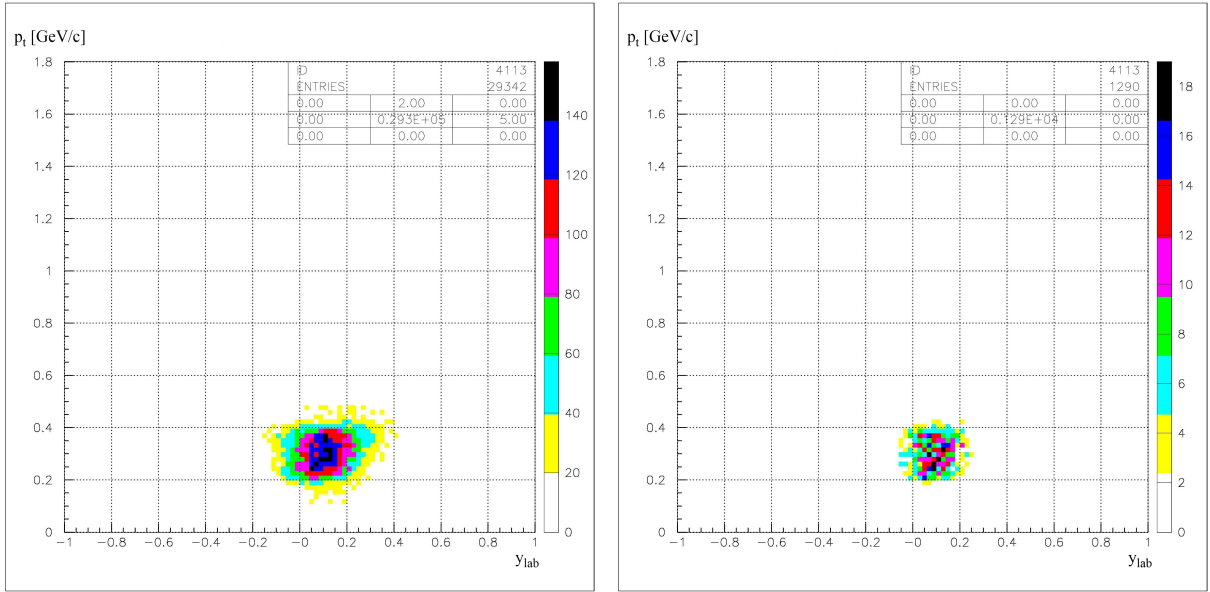 p_t [GeV/c]
1.8
1.6
1.4
1.2
1
0.8
0.6
0.4
0.2
0
-1 -0.8 -0.6 -0.4 -0.2 -0 0.2 0.4 0.6 0.8 1
y_lab
ID 4113
ENTRIES 29342
0.00 2.00 0.00
0.00 0.293E+05 5.00
0.00 0.00 0.00
140
120
100
80
60
40
20
0
p_t [GeV/c]
1.8
1.6
1.4
1.2
1
0.8
0.6
0.4
0.2
0
-1 -0.8 -0.6 -0.4 -0.2 -0 0.2 0.4 0.6 0.8 1
y_lab
ID 4113
ENTRIES 1290
0.00 0.00 0.00
0.00 0.129E+04 0.00
0.00 0.00 0.00
18
16
14
12
10
8
6
4
2
0